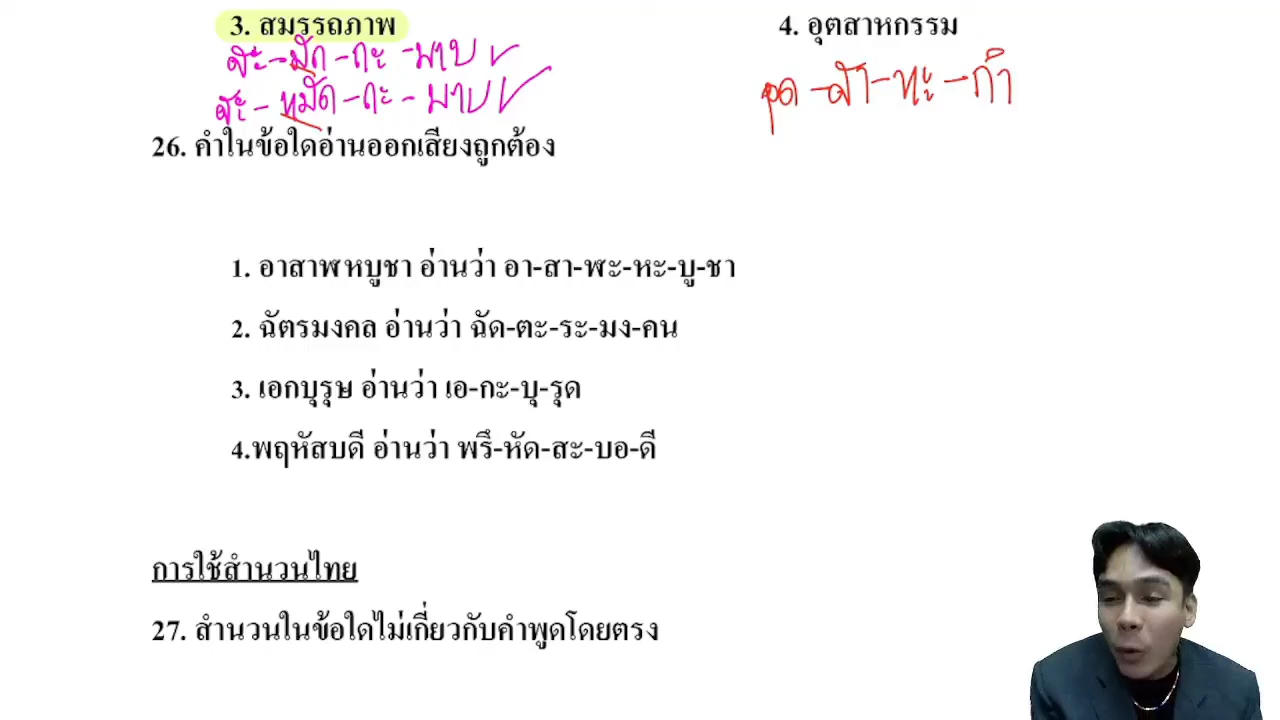 3. สมรรถภาพ
4. อุตสาหกรรม
สะ-มัด-ถะ-พาบ ✓
สะ-หมัด-ถะ-พาบ ✓
อุด-สา-หะ-กำ
26. คำในข้อใดอ่านออกเสียงถูกต้อง
1. อาสาฬหบูชา อ่านว่า อา-สา-ฬะ-หะ-บู-ชา
2. ฉัตรมงคล อ่านว่า ฉัด-ตะ-ระ-มง-คน
3. เอกบุรุษ อ่านว่า เอ-กะ-บุ-รุด
4.พฤหัสบดี อ่านว่า พรึ-หัด-สะ-บอ-ดี
การใช้สำนวนไทย
27. สำนวนในข้อใดไม่เกี่ยวกับคำพูดโดยตรง